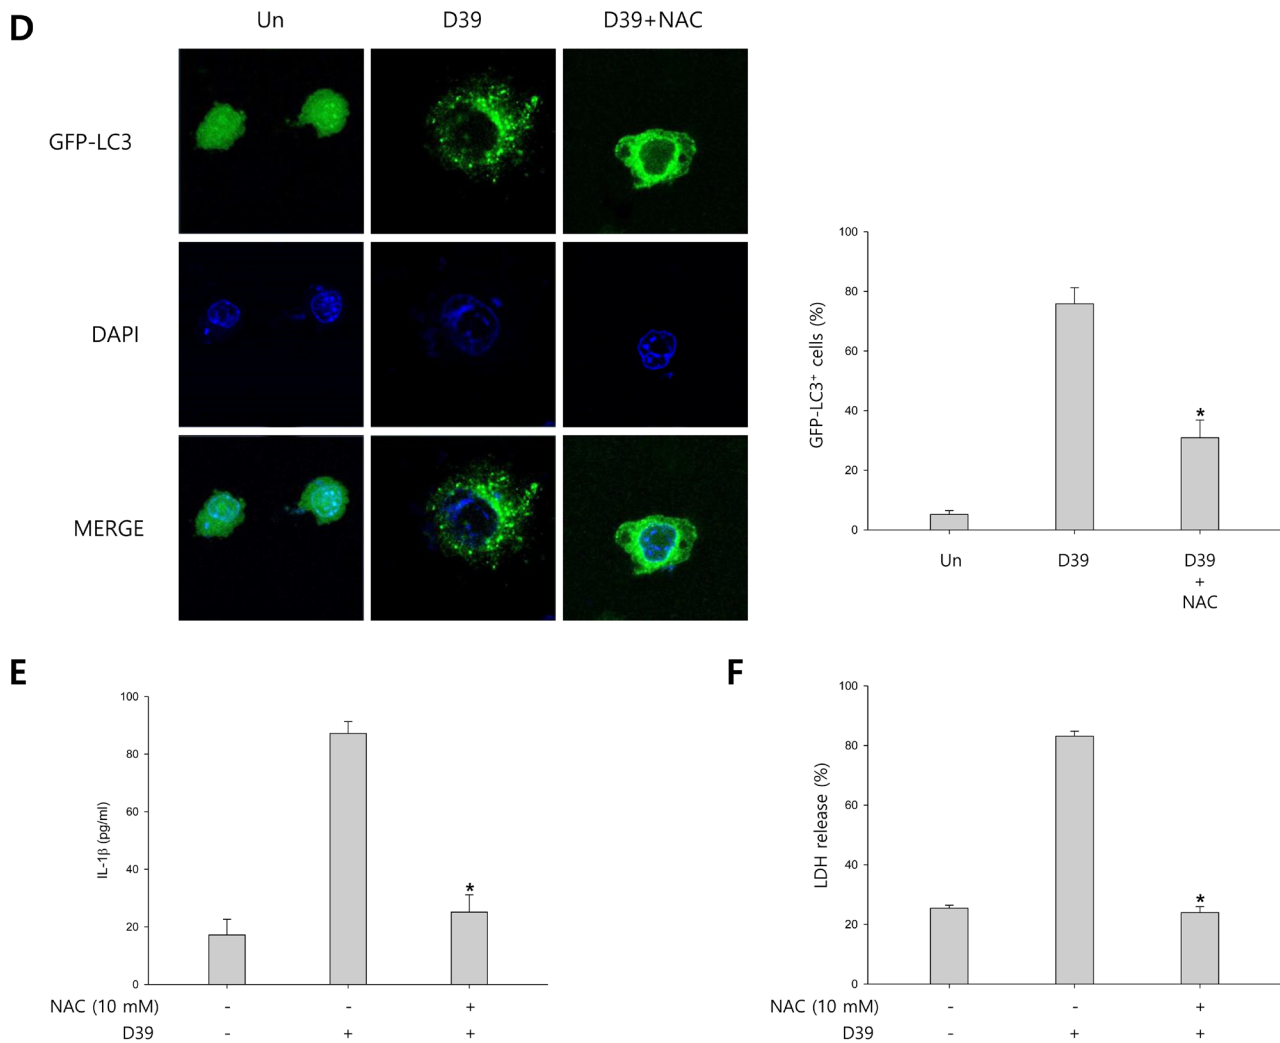 D
Un D39 D39+NAC
GFP-LC3
DAPI
MERGE
GFP-LC3⁺ cells (%)
100
80
60
40
20
0
*
Un D39 D39
+
NAC
E
IL-1β (pg/ml)
100
80
60
40
20
0
*
NAC (10 mM) - - +
D39 - + +
F
LDH release (%)
100
80
60
40
20
0
*
NAC (10 mM) - - +
D39 - + +